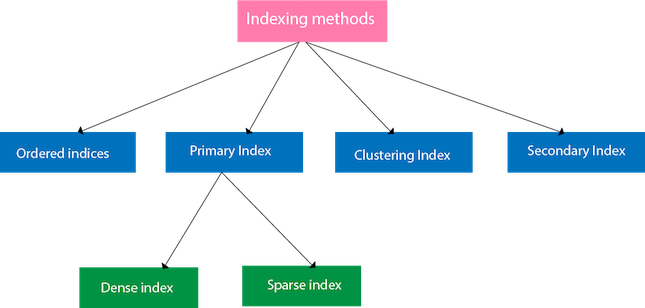 Indexing methods
Ordered indices
Primary Index
Clustering Index
Secondary Index
Dense index
Sparse index